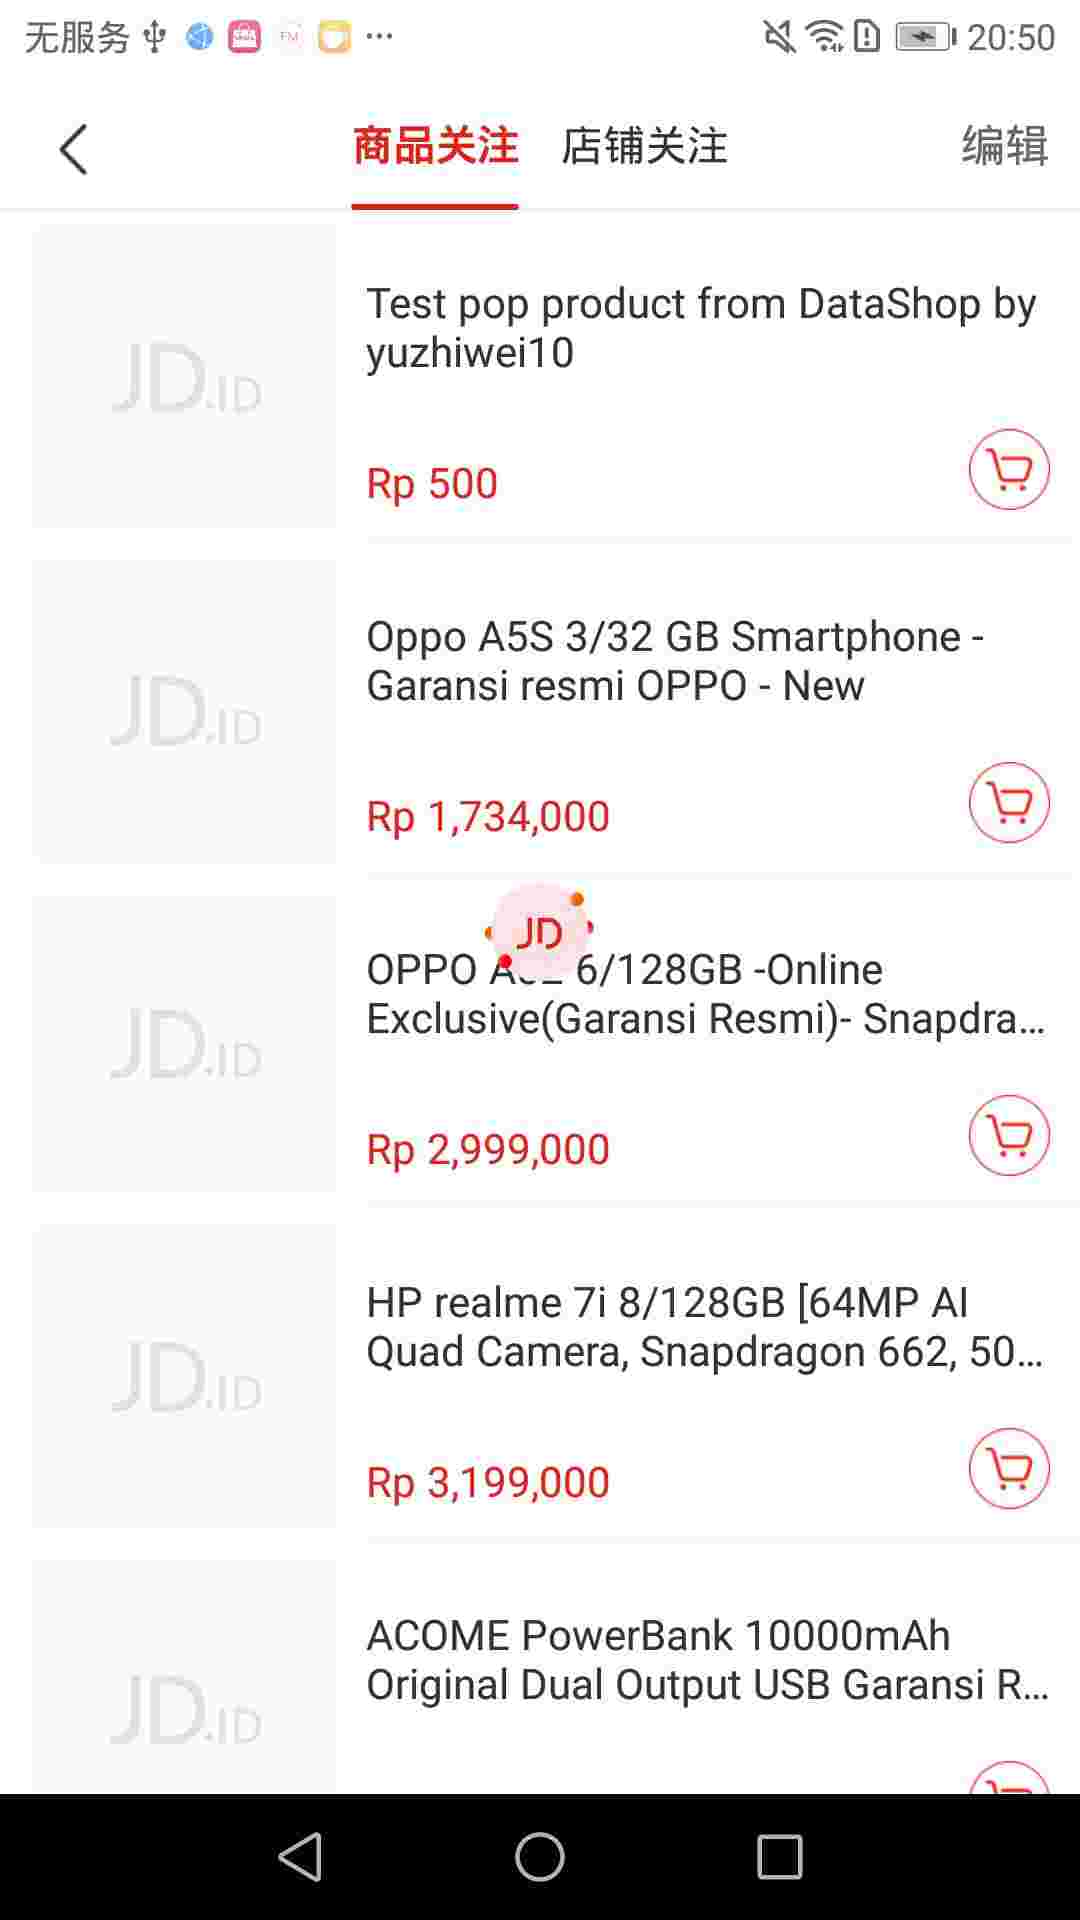 无服务 20:50
商品关注 店铺关注 编辑
JD.ID
Test pop product from DataShop by
yuzhiwei10
Rp 500
JD.ID
Oppo A5S 3/32 GB Smartphone -
Garansi resmi OPPO - New
Rp 1,734,000
JD
JD.ID
OPPO 6/128GB -Online
Exclusive(Garansi Resmi)- Snapdra...
Rp 2,999,000
JD.ID
HP realme 7i 8/128GB [64MP AI
Quad Camera, Snapdragon 662, 50...
Rp 3,199,000
JD.ID
ACOME PowerBank 10000mAh
Original Dual Output USB Garansi R...